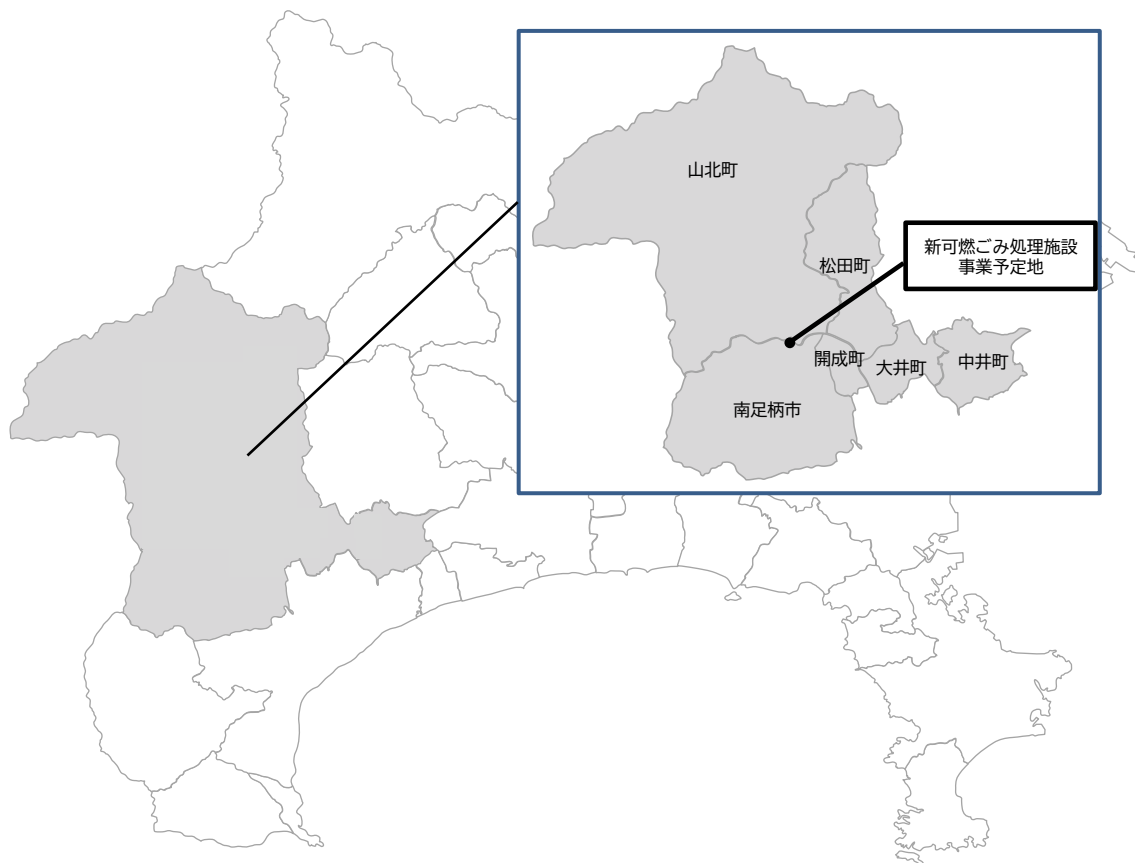 山北町
新可燃ごみ処理施設
事業予定地
松田町
開成町
大井町
中井町
南足柄市